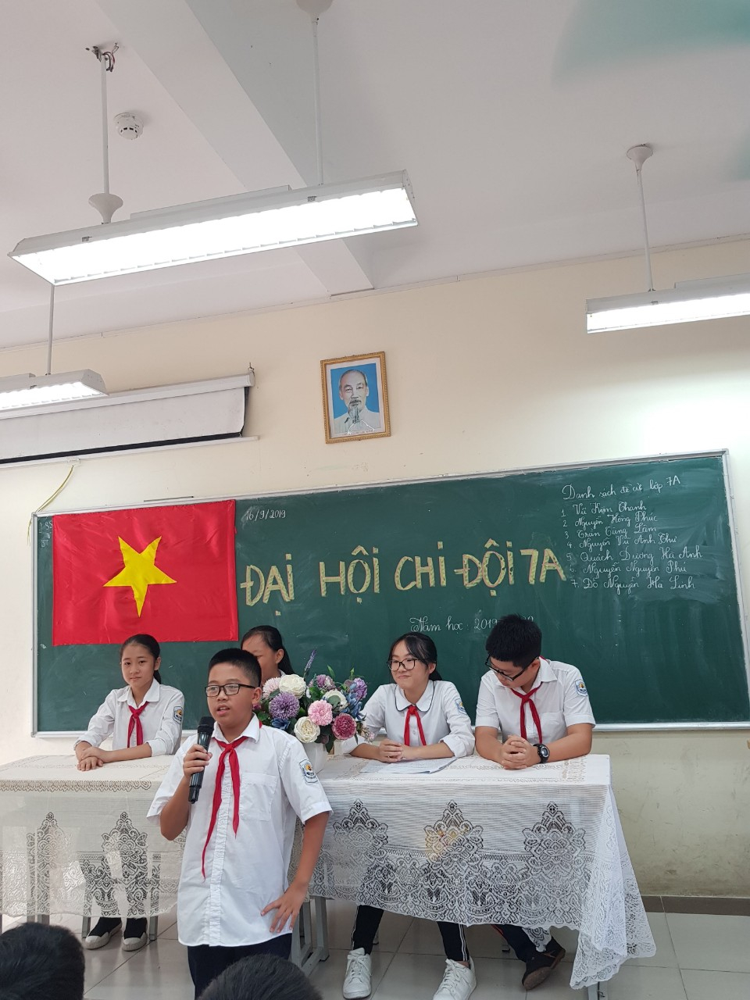 16/9/2019
ĐẠI HỘI CHI ĐỘI 7A
Năm học: 2019
Danh sách đề cử lớp 7A
1 Vũ Kim Thanh
2 Nguyễn Hồng Phúc
3 Trần Tùng Lâm
4 Nguyễn Vũ Anh Thư
5 Quách Dương Hà Anh
6. Nguyễn Nguyên Phú
7. Đỗ Nguyễn Hà Linh